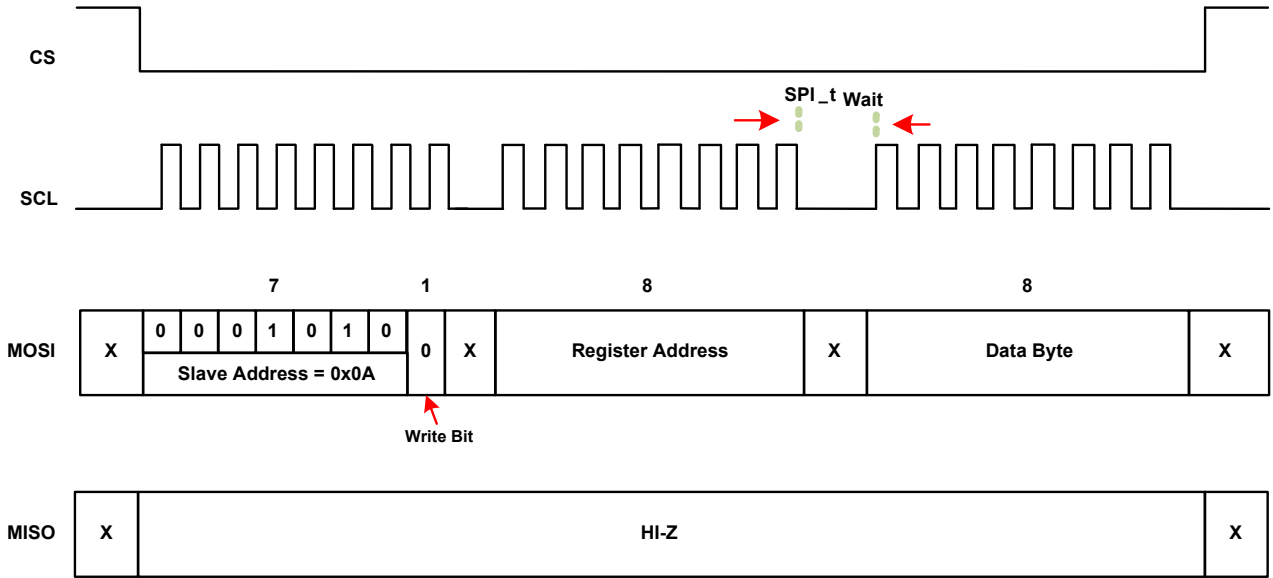 CS
SPI_t Wait
SCL
7 1 8 8
MOSI X 0 0 0 1 0 1 0 0 X Register Address X Data Byte X
Slave Address = 0x0A
Write Bit
MISO X HI-Z X